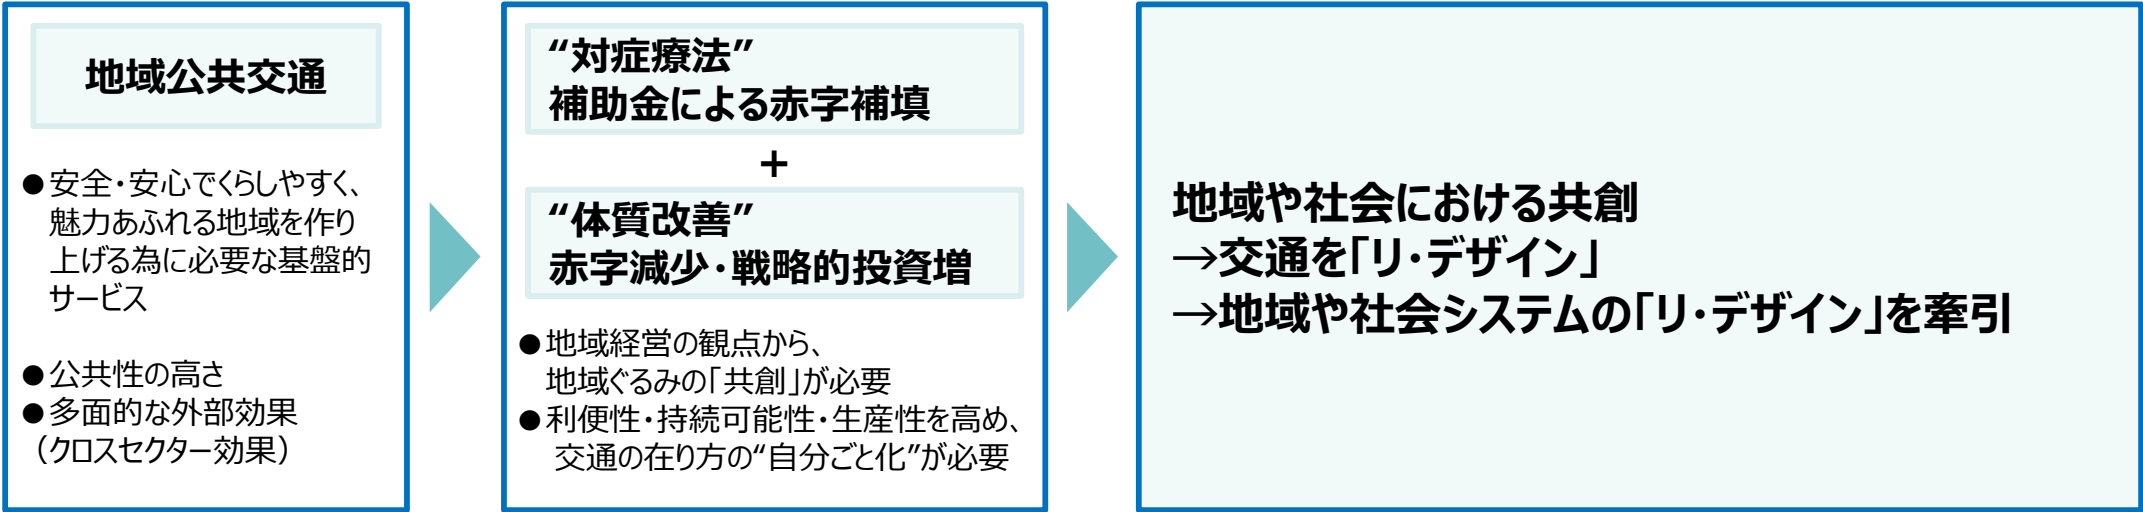 地域公共交通
●安全・安心でくらしやすく、
魅力あふれる地域を作り
上げる為に必要な基盤的
サービス
●公共性の高さ
●多面的な外部効果
（クロスセクター効果）
“対症療法”
補助金による赤字補填
+
“体質改善”
赤字減少・戦略的投資増
●地域経営の観点から、
地域ぐるみの「共創」が必要
●利便性・持続可能性・生産性を高め、
交通の在り方の“自分ごと化”が必要
地域や社会における共創
→交通を「リ・デザイン」
→地域や社会システムの「リ・デザイン」を牽引